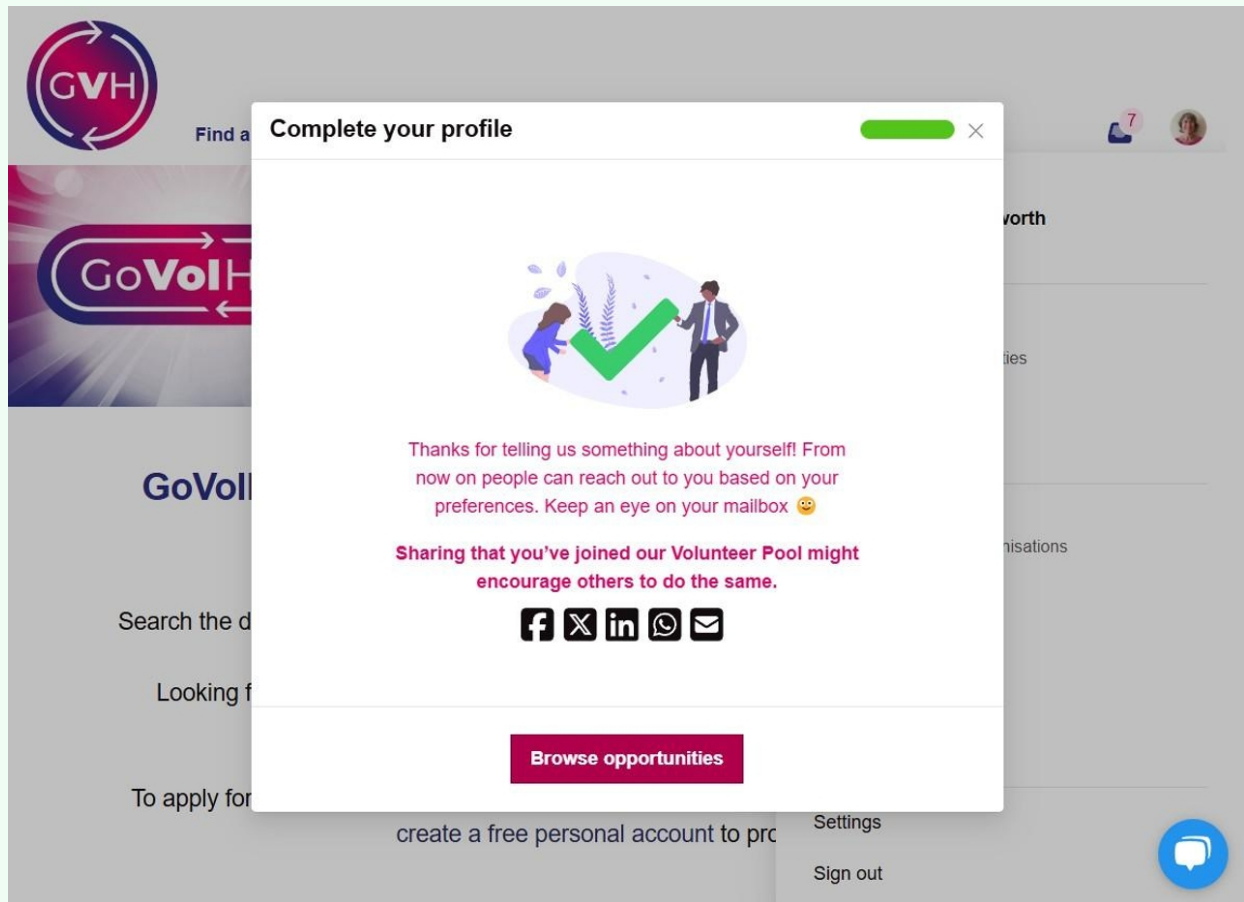 GVH
Find a
Complete your profile
7
worth
GoVolH
ties
Thanks for telling us something about yourself! From
now on people can reach out to you based on your
preferences. Keep an eye on your mailbox
GoVol
Sharing that you've joined our Volunteer Pool might
encourage others to do the same.
nisations
Search the d
Looking f
Browse opportunities
To apply for
create a free personal account to pro
Settings
Sign out